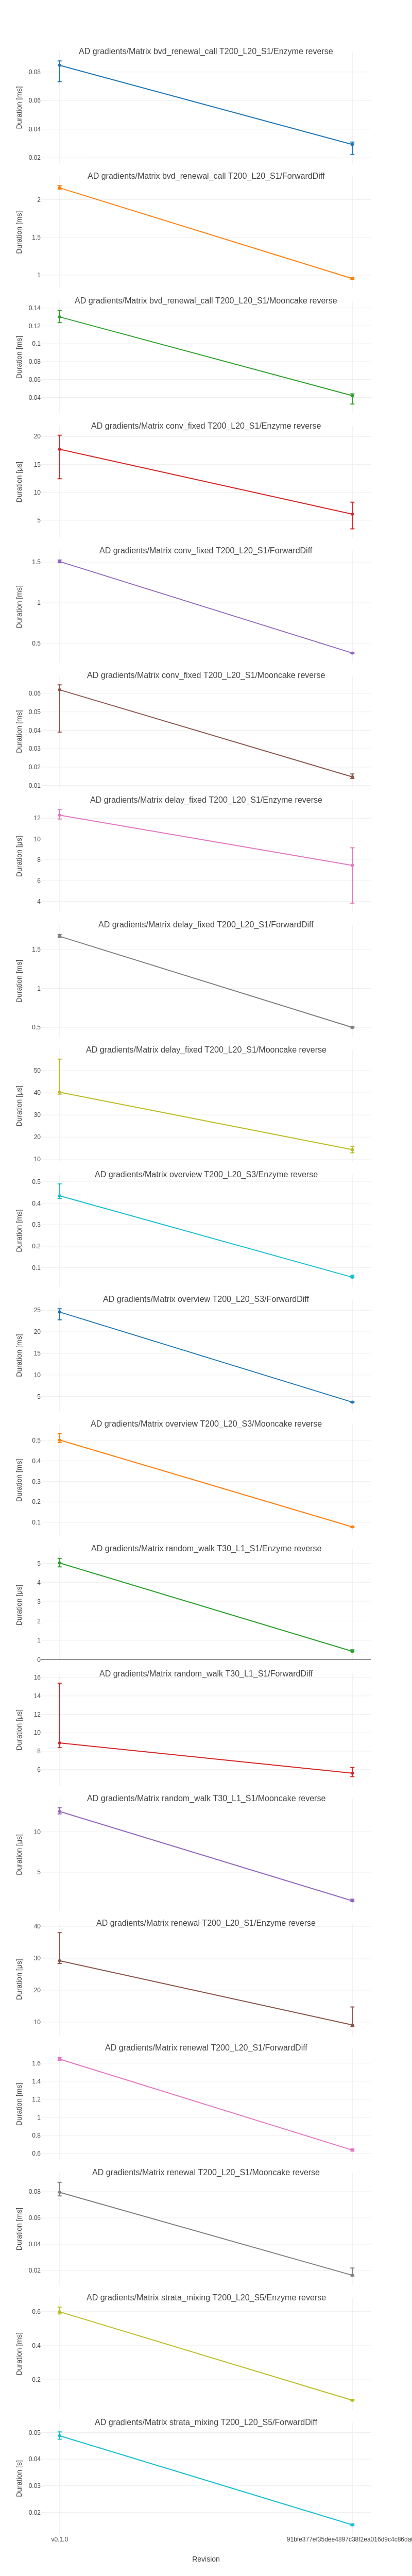 AD gradients/Matrix bvd_renewal_call T200_L20_S1/Enzyme reverse
Duration [ms]
0.08
0.06
0.04
0.02
AD gradients/Matrix bvd_renewal_call T200_L20_S1/ForwardDiff
Duration [ms]
2
1.5
1
AD gradients/Matrix bvd_renewal_call T200_L20_S1/Mooncake reverse
Duration [ms]
0.14
0.12
0.1
0.08
0.06
0.04
AD gradients/Matrix conv_fixed T200_L20_S1/Enzyme reverse
Duration [μs]
20
15
10
5
AD gradients/Matrix conv_fixed T200_L20_S1/ForwardDiff
Duration [ms]
1.5
1
0.5
AD gradients/Matrix conv_fixed T200_L20_S1/Mooncake reverse
Duration [ms]
0.06
0.05
0.04
0.03
0.02
0.01
AD gradients/Matrix delay_fixed T200_L20_S1/Enzyme reverse
Duration [μs]
12
10
8
6
4
AD gradients/Matrix delay_fixed T200_L20_S1/ForwardDiff
Duration [ms]
1.5
1
0.5
AD gradients/Matrix delay_fixed T200_L20_S1/Mooncake reverse
Duration [μs]
50
40
30
20
10
AD gradients/Matrix overview T200_L20_S3/Enzyme reverse
Duration [ms]
0.5
0.4
0.3
0.2
0.1
AD gradients/Matrix overview T200_L20_S3/ForwardDiff
Duration [ms]
25
20
15
10
5
AD gradients/Matrix overview T200_L20_S3/Mooncake reverse
Duration [ms]
0.5
0.4
0.3
0.2
0.1
AD gradients/Matrix random_walk T30_L1_S1/Enzyme reverse
Duration [μs]
5
4
3
2
1
0
AD gradients/Matrix random_walk T30_L1_S1/ForwardDiff
Duration [μs]
16
14
12
10
8
6
AD gradients/Matrix random_walk T30_L1_S1/Mooncake reverse
Duration [μs]
10
5
AD gradients/Matrix renewal T200_L20_S1/Enzyme reverse
Duration [μs]
40
30
20
10
AD gradients/Matrix renewal T200_L20_S1/ForwardDiff
Duration [ms]
1.6
1.4
1.2
1
0.8
0.6
AD gradients/Matrix renewal T200_L20_S1/Mooncake reverse
Duration [ms]
0.08
0.06
0.04
0.02
AD gradients/Matrix strata_mixing T200_L20_S5/Enzyme reverse
Duration [ms]
0.6
0.4
0.2
AD gradients/Matrix strata_mixing T200_L20_S5/ForwardDiff
Duration [s]
0.05
0.04
0.03
0.02
v0.1.0
91bfe377ef35dee4897c38f2ea016d9c4c86da
Revision